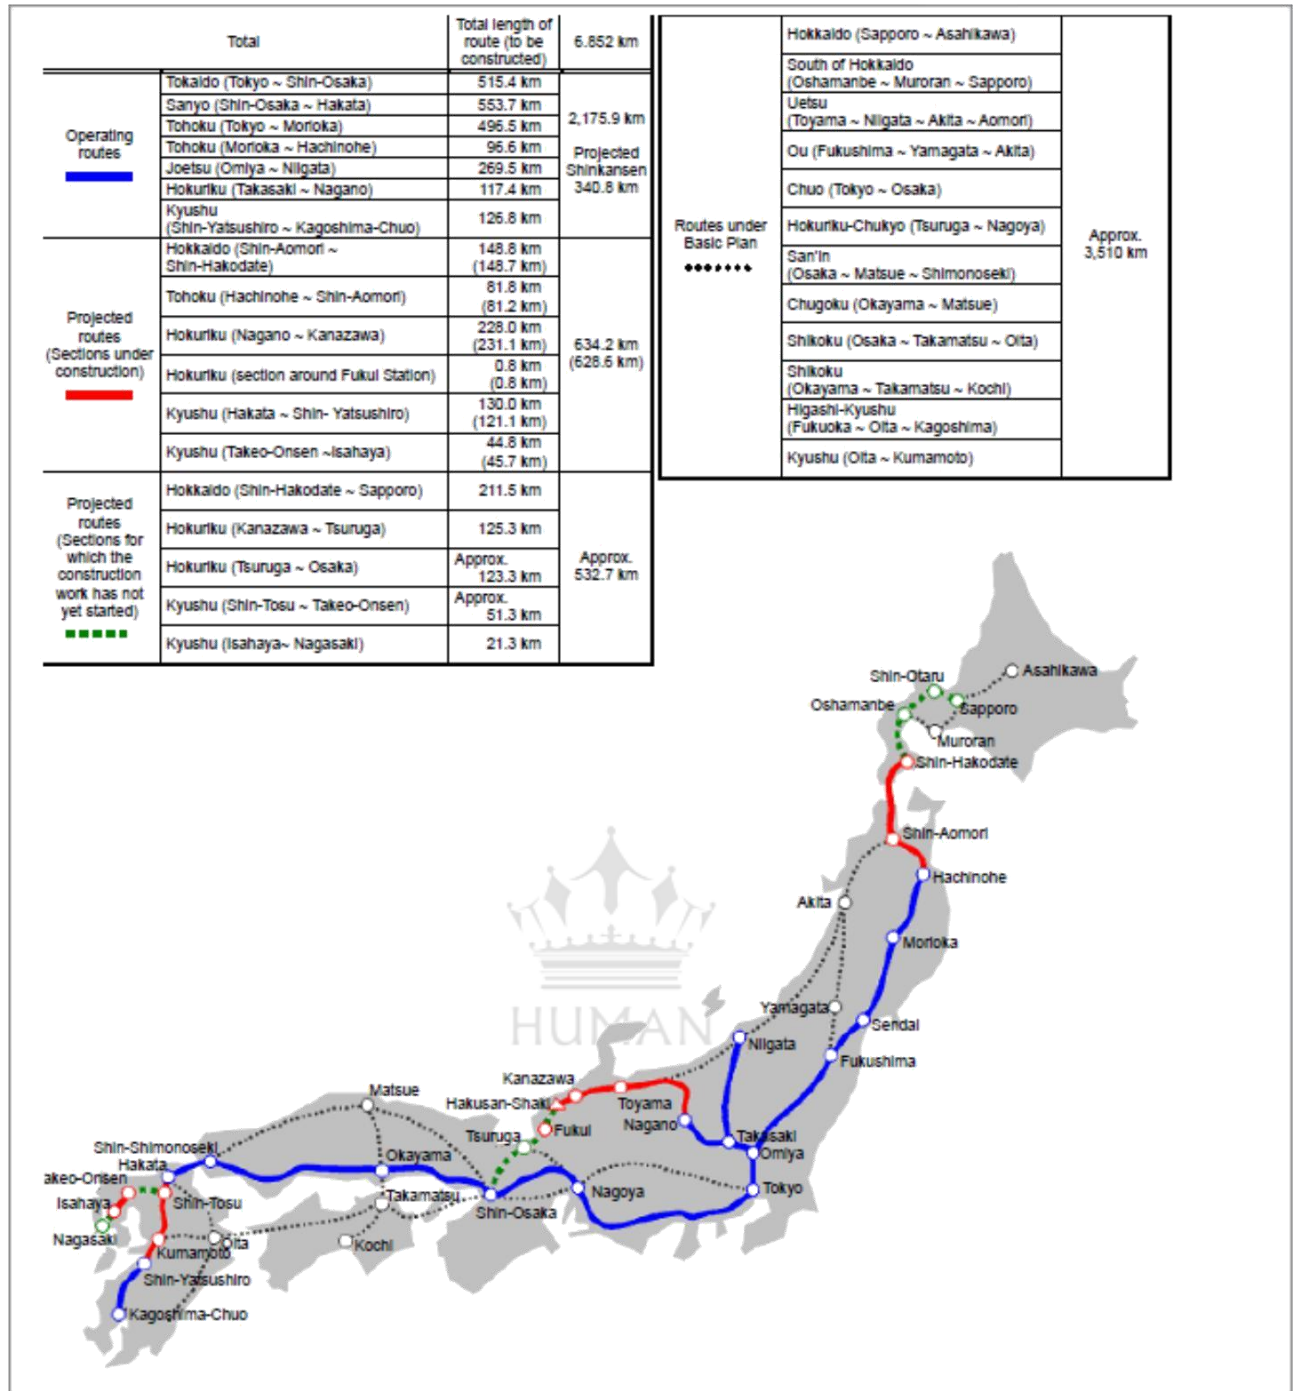 Total
Total length of
route (to be
constructed)
6.852 km
Operating
routes
Tokaido (Tokyo ~ Shin-Osaka)
515.4 km
Sanyo (Shin-Osaka ~ Hakata)
553.7 km
Tohoku (Tokyo ~ Morioka)
496.5 km
Tohoku (Morioka ~ Hachinohe)
96.6 km
Joetsu (Omiya ~ Niigata)
269.5 km
Hokuriku (Takasaki ~ Nagano)
117.4 km
Kyushu
(Shin-Yatsushiro ~ Kagoshima-Chuo)
126.8 km
2,175.9 km
Projected
Shinkansen
340.8 km
Projected
routes
(Sections under
construction)
Hokkaido (Shin-Aomori ~
Shin-Hakodate)
148.8 km
(148.7 km)
Tohoku (Hachinohe ~ Shin-Aomori)
81.8 km
(81.2 km)
Hokuriku (Nagano ~ Kanazawa)
228.0 km
(231.1 km)
Hokuriku (section around Fukui Station)
0.8 km
(0.8 km)
Kyushu (Hakata ~ Shin- Yatsushiro)
130.0 km
(121.1 km)
Kyushu (Takeo-Onsen ~Isahaya)
44.8 km
(45.7 km)
634.2 km
(628.6 km)
Projected
routes
(Sections for
which the
construction
work has not
yet started)
Hokkaido (Shin-Hakodate ~ Sapporo)
211.5 km
Hokuriku (Kanazawa ~ Tsuruga)
125.3 km
Hokuriku (Tsuruga ~ Osaka)
Approx.
123.3 km
Kyushu (Shin-Tosu ~ Takeo-Onsen)
Approx.
51.3 km
Kyushu (Isahaya~ Nagasaki)
21.3 km
Approx.
532.7 km
Routes under
Basic Plan
Hokkaido (Sapporo ~ Asahikawa)
South of Hokkaido
(Oshamanbe ~ Muroran ~ Sapporo)
Uetsu
(Toyama ~ Niigata ~ Akita ~ Aomori)
Ou (Fukushima ~ Yamagata ~ Akita)
Chuo (Tokyo ~ Osaka)
Hokuriku-Chukyo (Tsuruga ~ Nagoya)
San'in
(Osaka ~ Matsue ~ Shimonoseki)
Chugoku (Okayama ~ Matsue)
Shikoku (Osaka ~ Takamatsu ~ Oita)
Shikoku
(Okayama ~ Takamatsu ~ Kochi)
Higashi-Kyushu
(Fukuoka ~ Oita ~ Kagoshima)
Kyushu (Oita ~ Kumamoto)
Approx.
3,510 km
Asahikawa
Shin-Otaru
Oshamanbe
Sapporo
Muroran
Shin-Hakodate
Shin-Aomori
Hachinohe
Akita
Morioka
Yamagata
HUMAN
Sendai
Niigata
Fukushima
Kanazawa
Matsue
Hakusan-Shaki
Toyama
Nagano
Fukui
Tsuruga
Takasaki
Shin-Shimonoseki
Omiya
Okayama
Hakata
akeo-Onsen
Nagoya
Tokyo
Takamatsu
Isahaya
Shin-Tosu
Shin-Osaka
Nagasaki
Oita
Kochi
Kumamoto
Shin-Yatsushiro
Kagoshima-Chuo